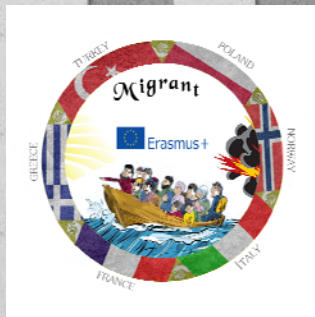 TURKEY
POLAND
Migrant
Erasmus+
GREECE
NORWAY
FRANCE
ITALY